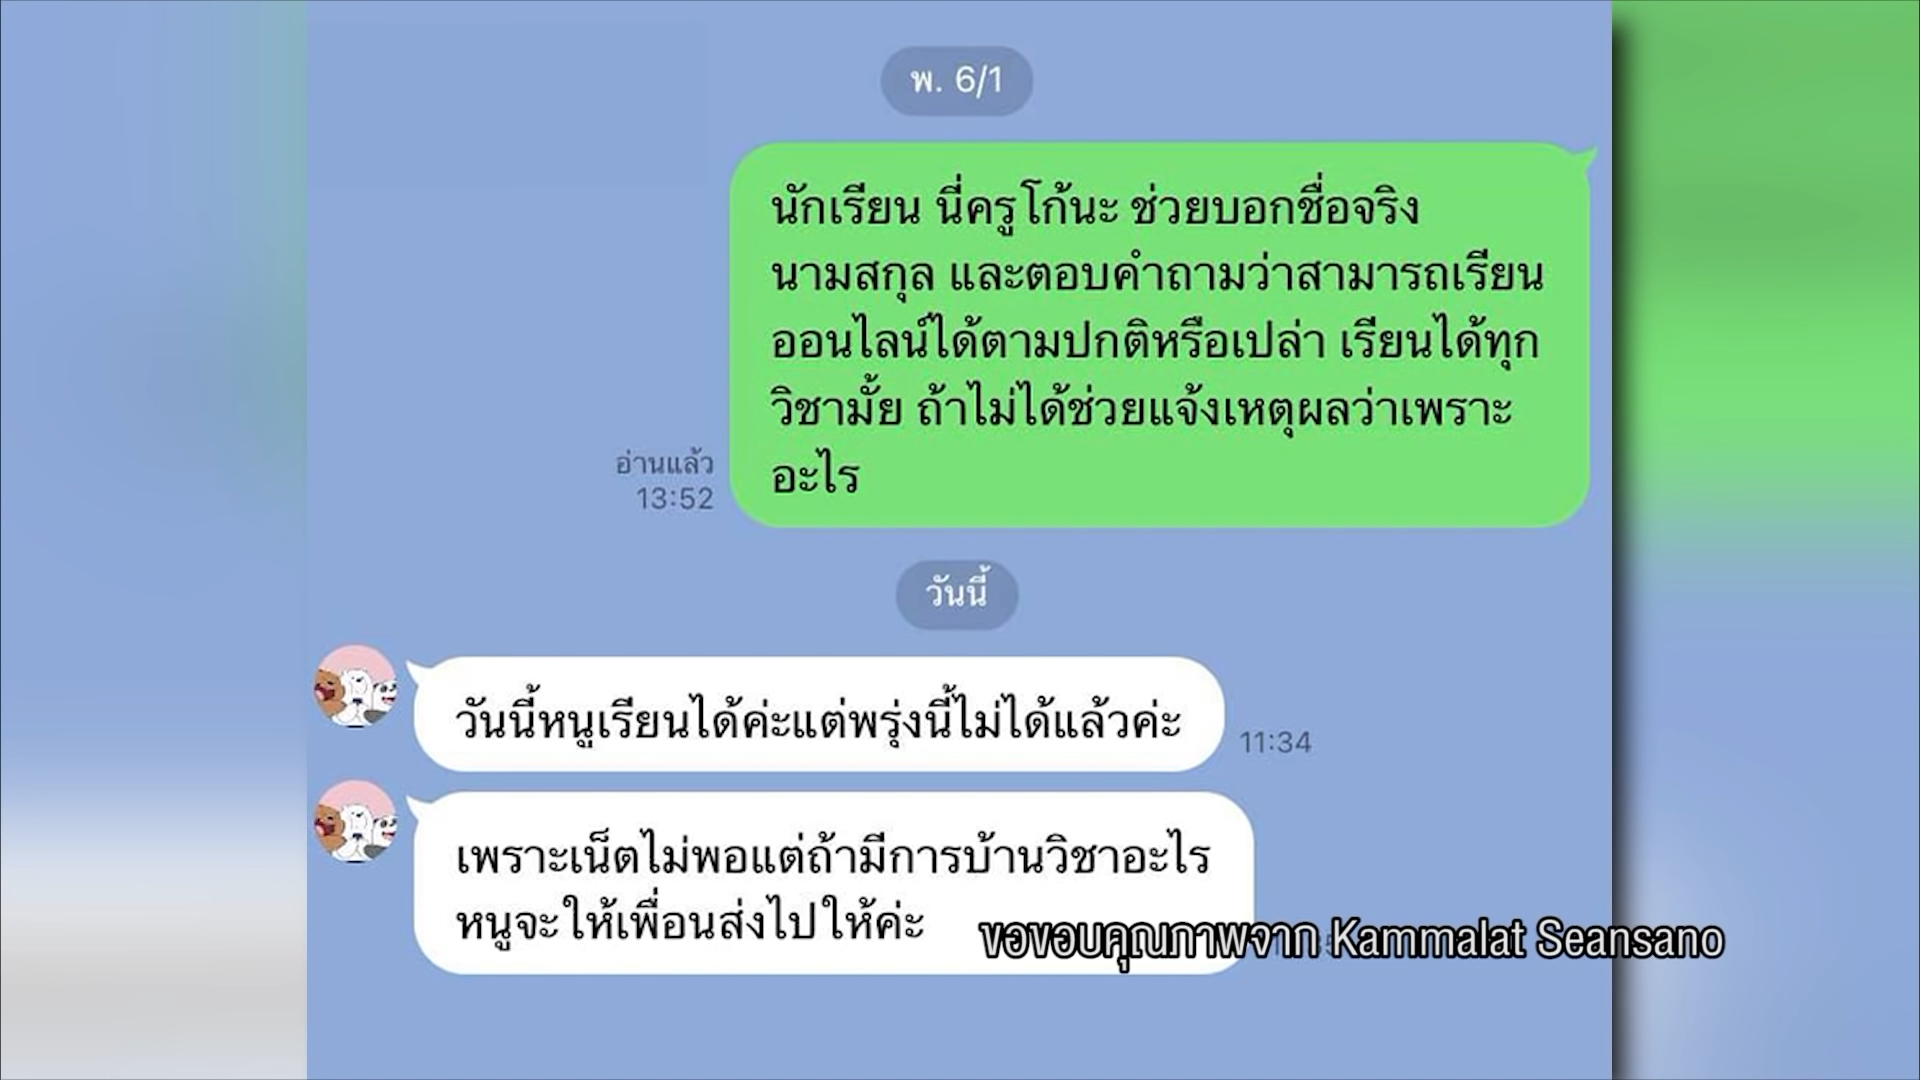 พ. 6/1
นักเรียน นี่ครูโก้นะ ช่วยบอกชื่อจริง
นามสกุล และตอบคำถามว่าสามารถเรียน
ออนไลน์ได้ตามปกติหรือเปล่า เรียนได้ทุก
วิชามั้ย ถ้าไม่ได้ช่วยแจ้งเหตุผลว่าเพราะ
อะไร
อ่านแล้ว
13:52
วันนี้
วันนี้หนูเรียนได้ค่ะแต่พรุ่งนี้ไม่ได้แล้วค่ะ
11:34
เพราะเน็ตไม่พอแต่ถ้ามีการบ้านวิชาอะไร
หนูจะให้เพื่อนส่งไปให้ค่ะ
ขอขอบคุณภาพจาก Kammalat Seansano